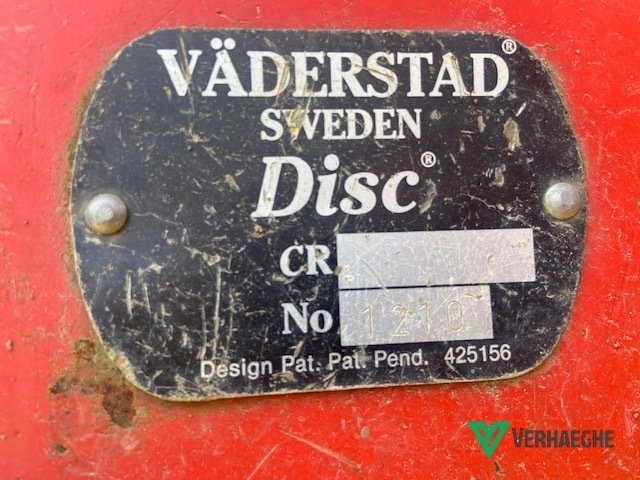 VÄDERSTAD®
SWEDEN
Disc®
CR
No 1210
Design Pat. Pat. Pend. 425156
VERHAEGHE